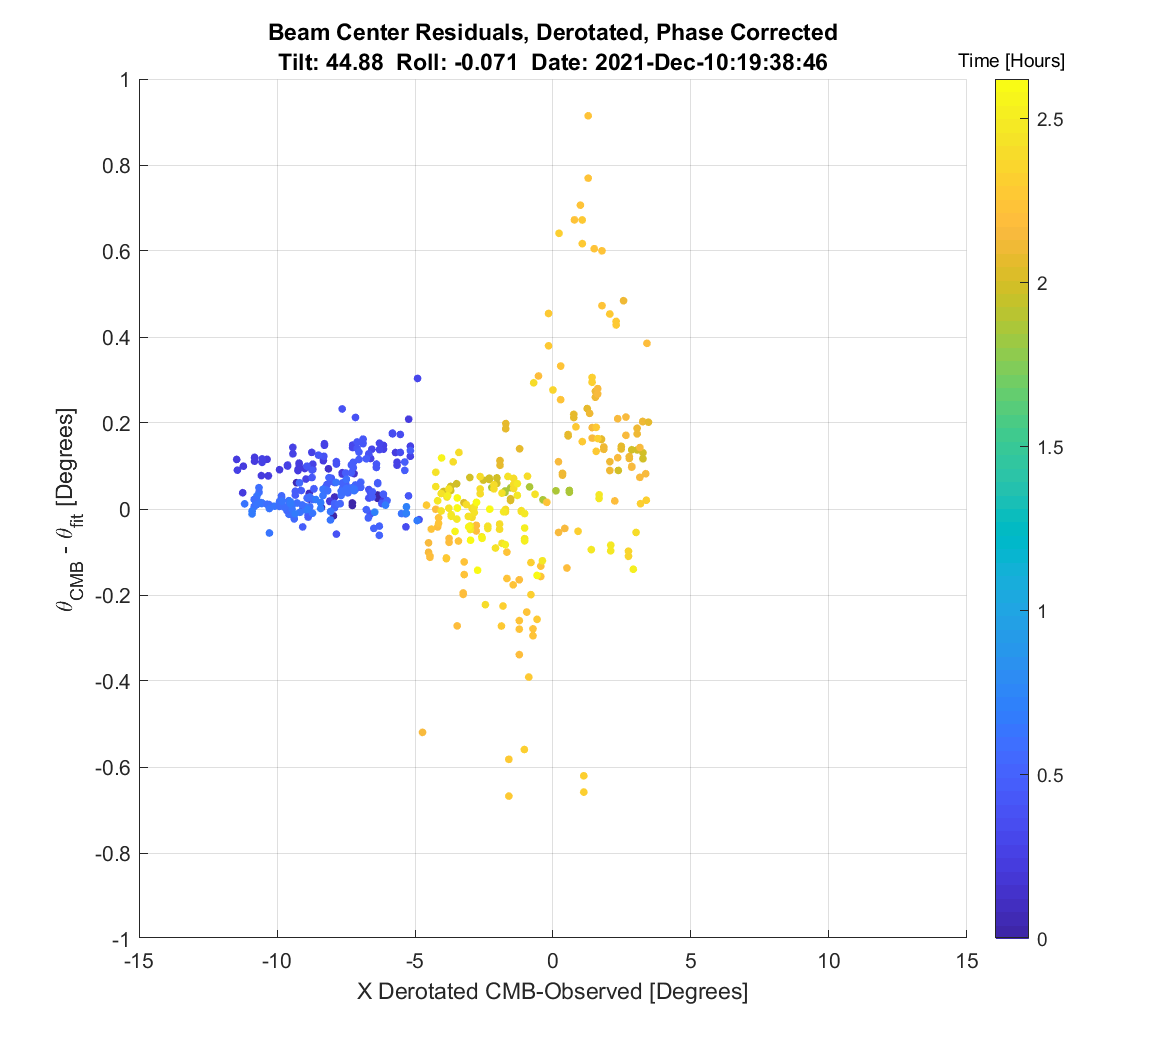 Beam Center Residuals, Derotated, Phase Corrected
Tilt: 44.88 Roll: -0.071 Date: 2021-Dec-10:19:38:46
Time [Hours]
1
0.8
0.6
0.4
0.2
0
-0.2
-0.4
-0.6
-0.8
-1
θCMB - θfit [Degrees]
-15 -10 -5 0 5 10 15
X Derotated CMB-Observed [Degrees]
2.5
2
1.5
1
0.5
0